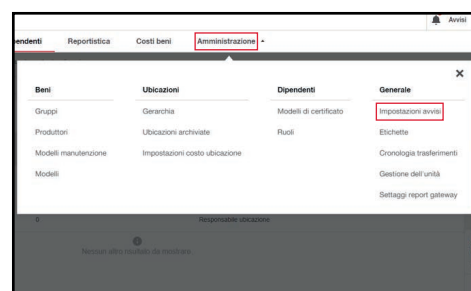 Avvisi
pendenti Reportistica Costi beni Amministrazione
Beni Ubicazioni Dipendenti Generale
Gruppi Gerarchia Modelli di certificato Impostazioni avvisi
Produttori Ubicazioni archiviate Ruoli Etichette
Modelli manutenzione Impostazioni costo ubicazione Cronologia trasferimenti
Modelli Gestione dell'unità
Settaggi report gateway
0 Responsabile ubicazione
Nessun altro risultato da mostrare